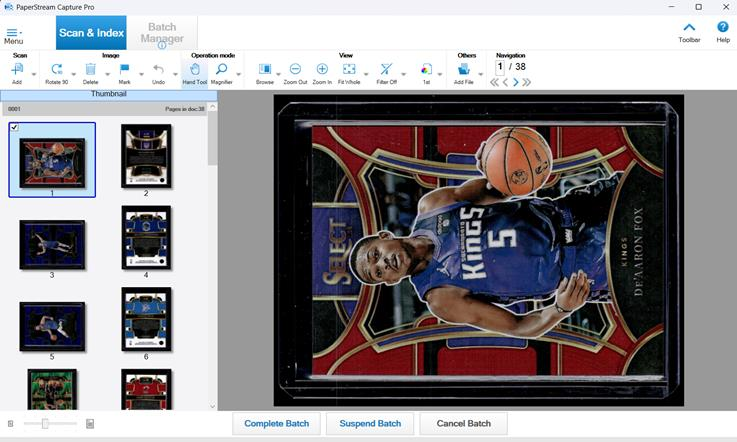 PaperStream Capture Pro
Menu
Scan & Index
Batch Manager
Toolbar
Help
Scan
Image
Operation mode
View
Others
Navigation
Add
Rotate 90
Delete
Mark
Undo
Hand Tool
Magnifier
Browse
Zoom Out
Zoom In
Fit Whole
Filter Off
1st
Add File
1 / 38
Thumbnail
0001
Pages in doc:38
1
2
3
4
5
6
SELECT
KINGS
SACRAMENTO
5
KINGS
DE'AARON FOX
Complete Batch
Suspend Batch
Cancel Batch